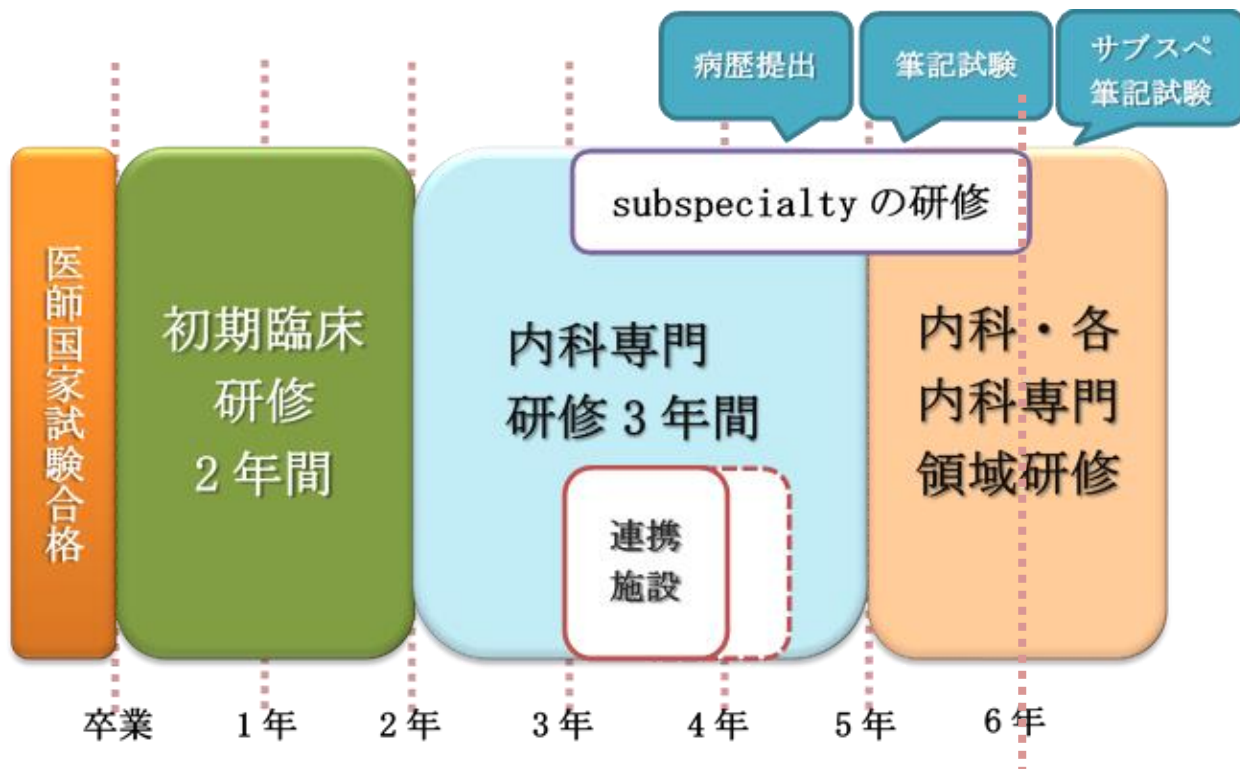 病歴提出
筆記試験
サブスペ
筆記試験
subspecialty の研修
医師国家試験合格
初期臨床
研修
2 年間
内科専門
研修 3 年間
内科・各
内科専門
領域研修
連携
施設
卒業
1 年
2 年
3 年
4 年
5 年
6 年